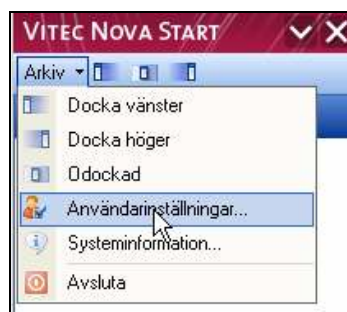 VITEC NOVA START
Arkiv
Docka vänster
Docka höger
Odockad
Användarinställningar...
Systeminformation...
Avsluta